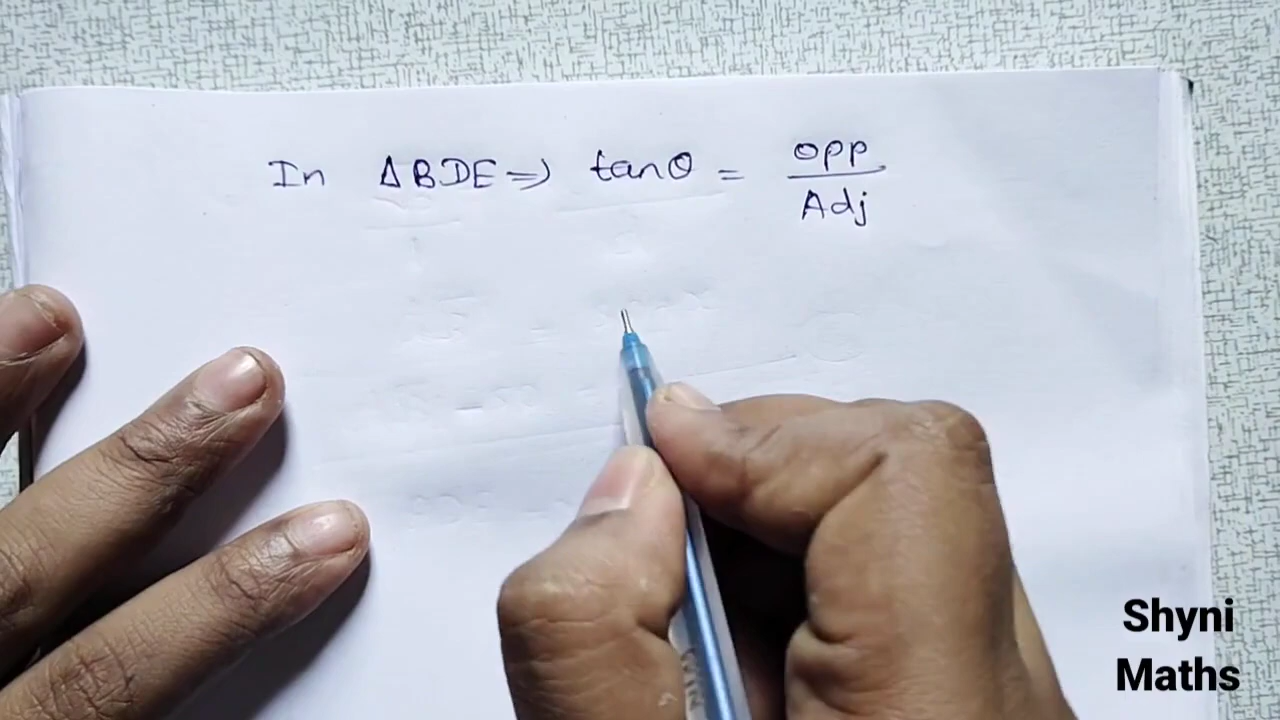 In ΔBDE ⇒ tanθ = opp
Adj
Shyni
Maths